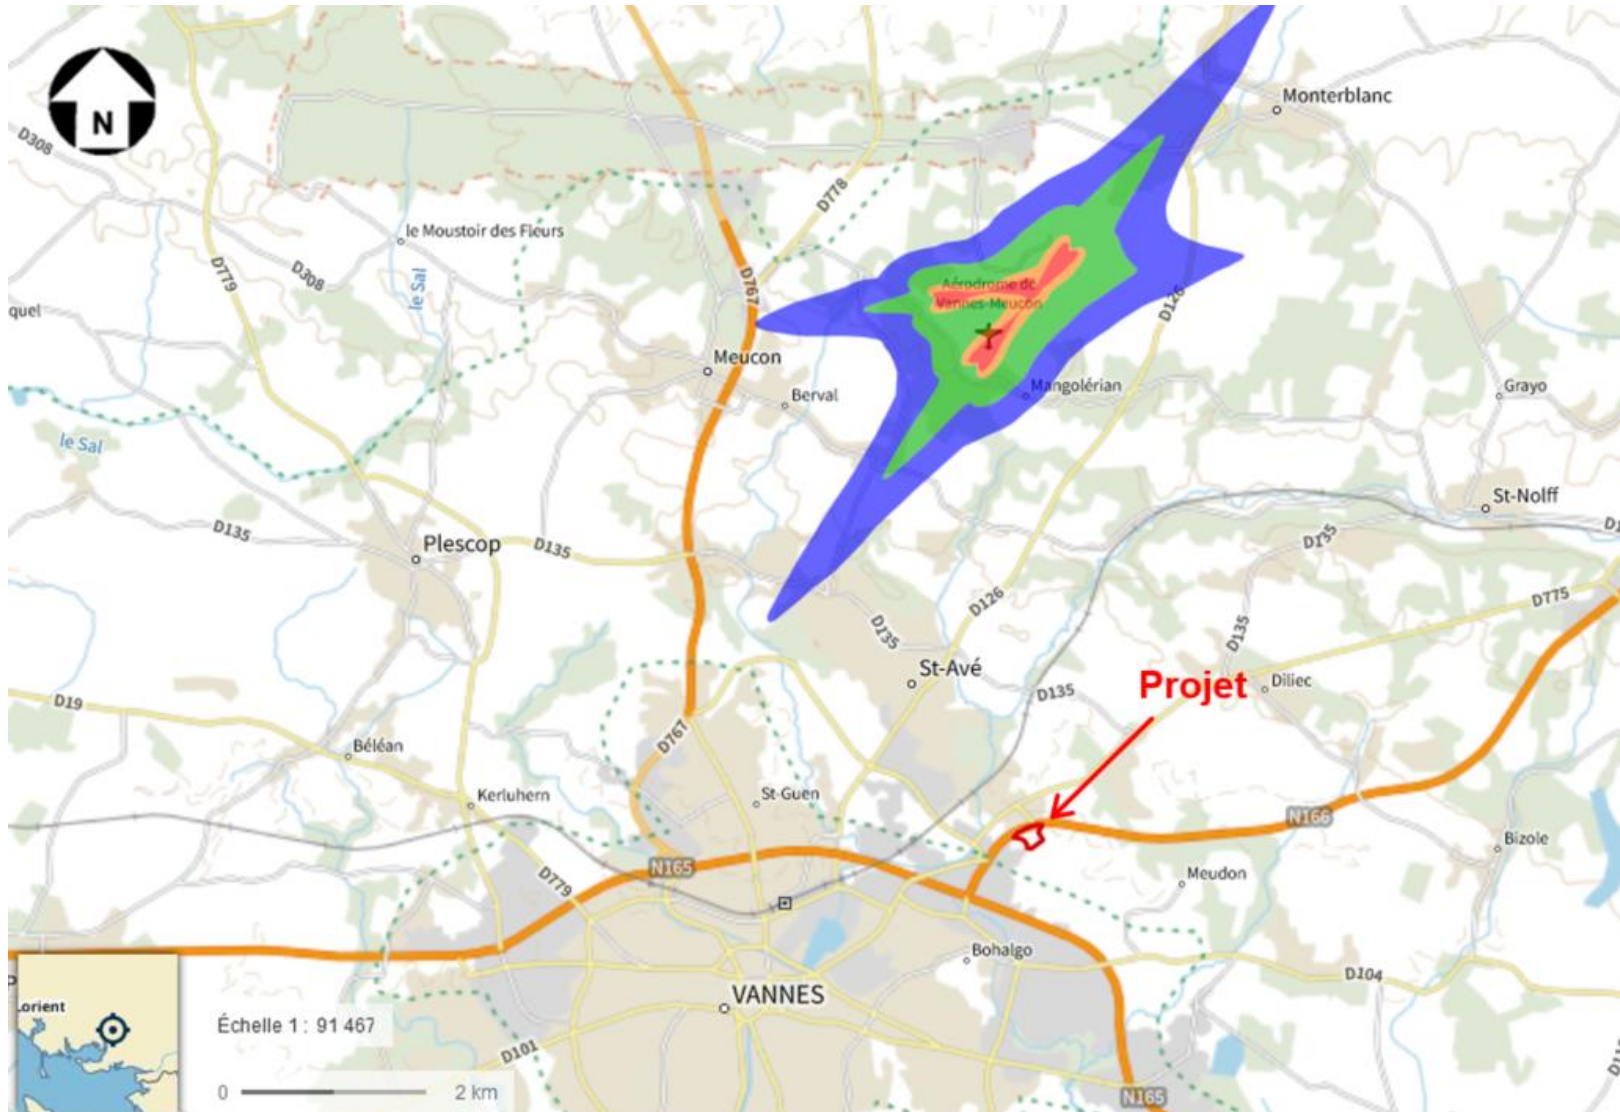 N
Monterblanc
D308
D778
le Moustoir des Fleurs
D779
D308
le Sal
D767
Aérodrome de
Vannes-Meucon
D126
quel
Meucon
Berval
Mangolérian
Grayo
le Sal
St-Nolff
D135
Plescop
D135
D135
D126
D775
D135
D135
St-Avé
Projet
D135
Diliec
D19
D767
Béléan
Kerluhern
St-Guen
N166
Bizole
N165
D779
Meudon
Bohalgo
D104
Lorient
VANNES
Échelle 1 : 91 467
D101
0
2 km
N165